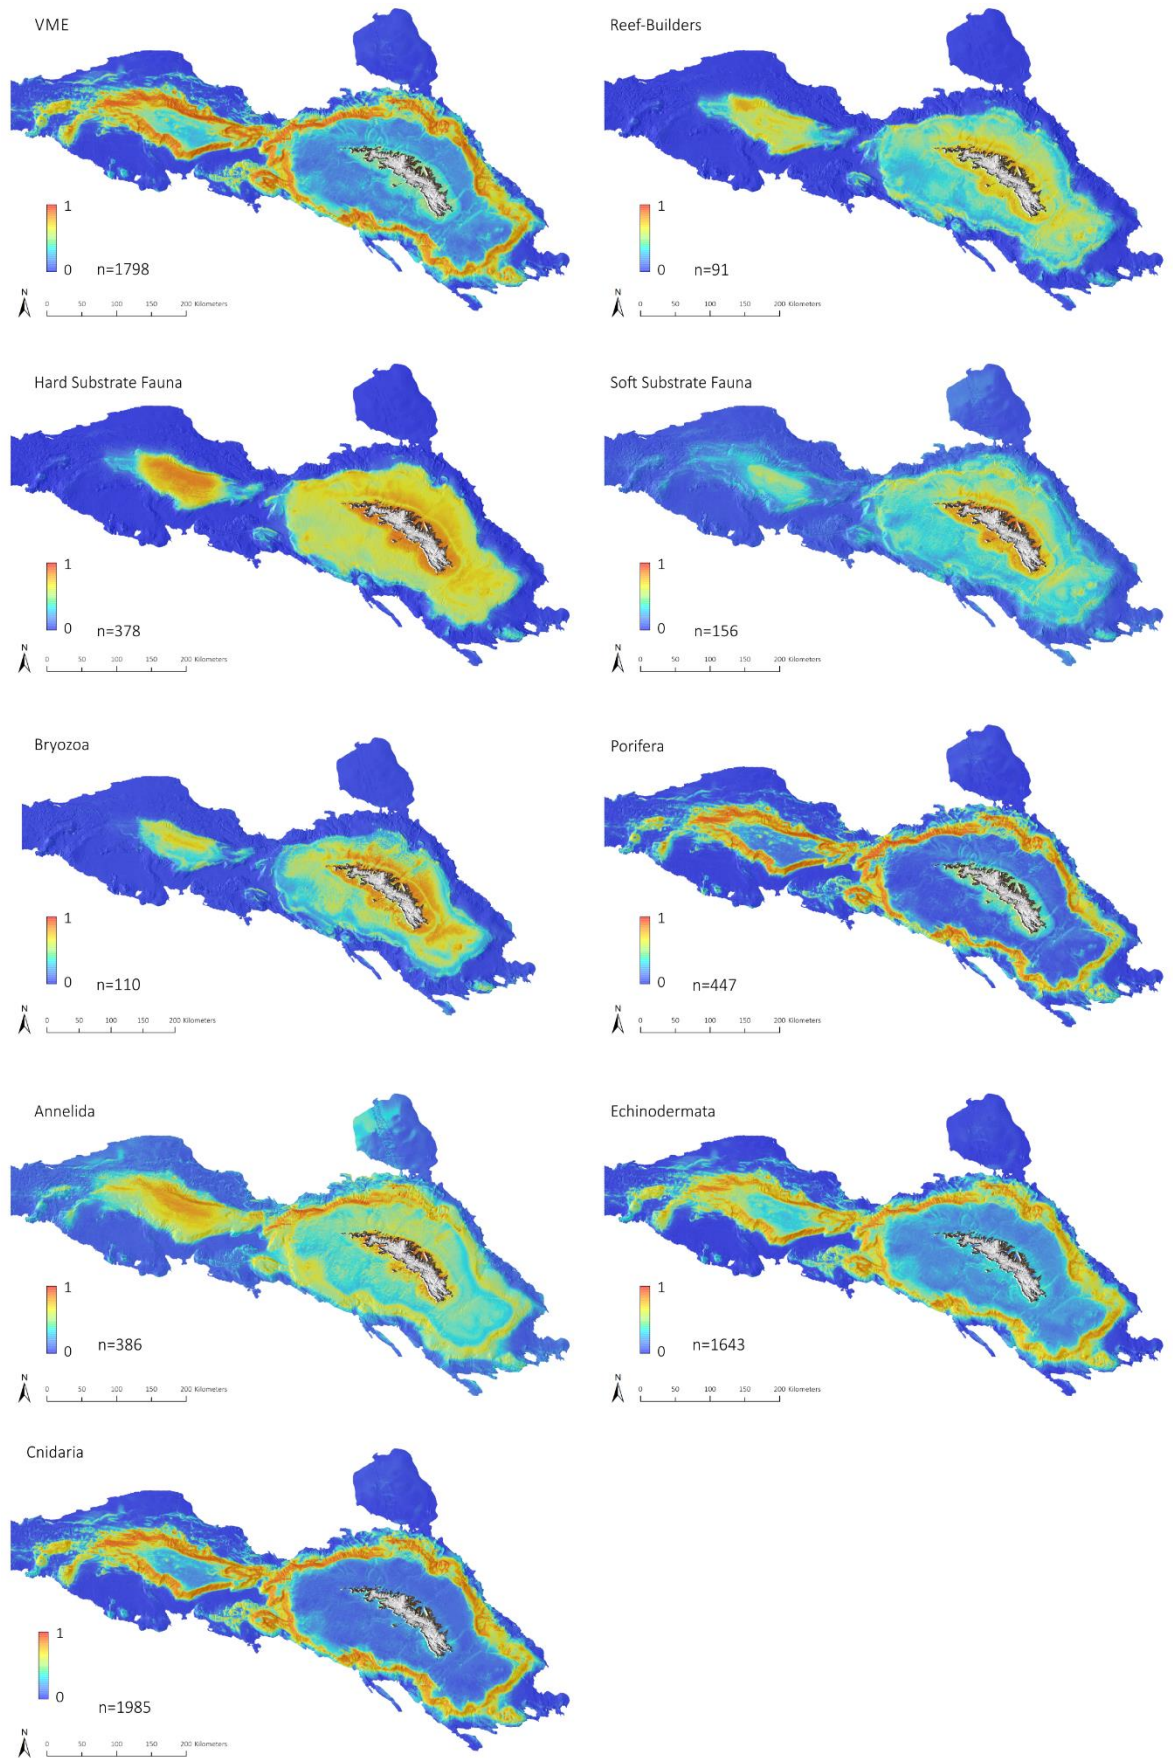 VME
1
0
n=1798
N
0 50 100 150 200 Kilometers
Reef-Builders
1
0
n=91
N
0 50 100 150 200 Kilometers
Hard Substrate Fauna
1
0
n=378
N
0 50 100 150 200 Kilometers
Soft Substrate Fauna
1
0
n=156
N
0 50 100 150 200 Kilometers
Bryozoa
1
0
n=110
N
0 50 100 150 200 Kilometers
Porifera
1
0
n=447
N
0 50 100 150 200 Kilometers
Annelida
1
0
n=386
N
0 50 100 150 200 Kilometers
Echinodermata
1
0
n=1643
N
0 50 100 150 200 Kilometers
Cnidaria
1
0
n=1985
N
0 50 100 150 200 Kilometers